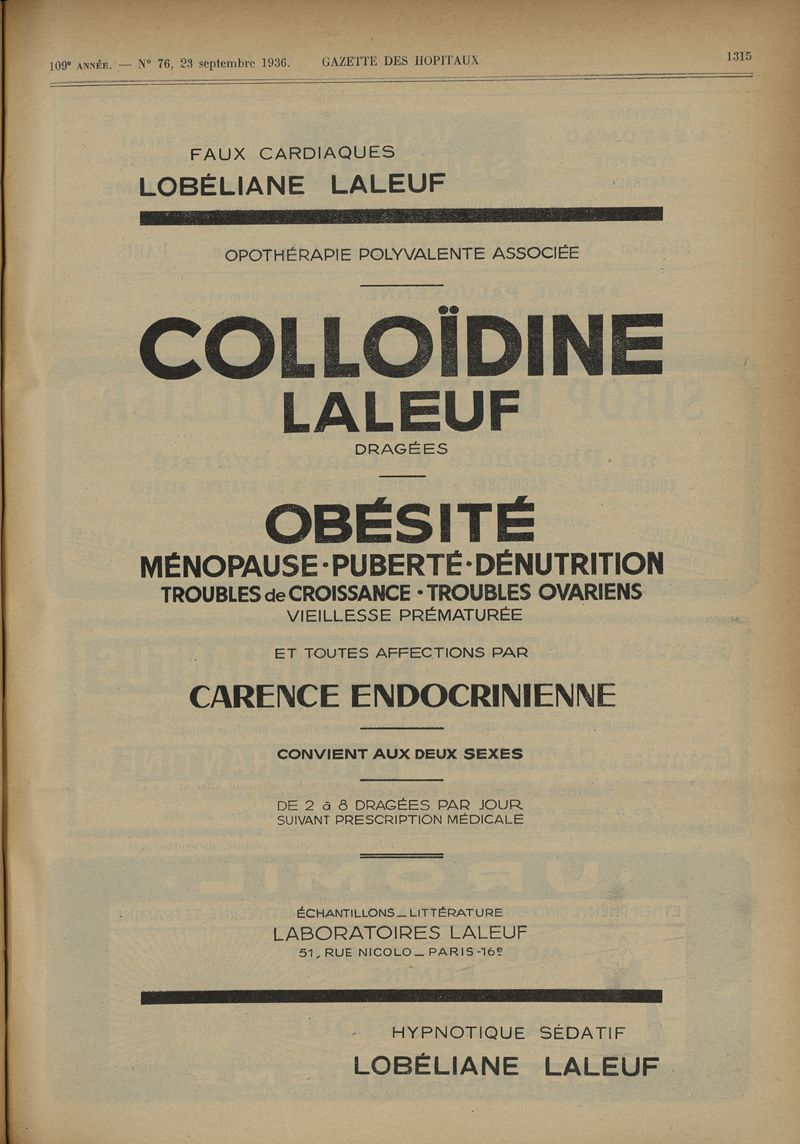 109e ANNÉE. — N° 76, 23 septembre 1936. GAZETTE DES HOPITAUX 1315
FAUX CARDIAQUES
LOBÉLIANE LALEUF
OPOTHÉRAPIE POLYVALENTE ASSOCIÉE
COLLOÏDINE
LALEUF
DRAGÉES
OBÉSITÉ
MÉNOPAUSE·PUBERTÉ·DÉNUTRITION
TROUBLES de CROISSANCE · TROUBLES OVARIENS
VIEILLESSE PRÉMATURÉE
ET TOUTES AFFECTIONS PAR
CARENCE ENDOCRINIENNE
CONVIENT AUX DEUX SEXES
DE 2 à 8 DRAGÉES PAR JOUR
SUIVANT PRESCRIPTION MÉDICALE
ÉCHANTILLONS _ LITTÉRATURE
LABORATOIRES LALEUF
51, RUE NICOLO _ PARIS-16e
HYPNOTIQUE SÉDATIF
LOBÉLIANE LALEUF